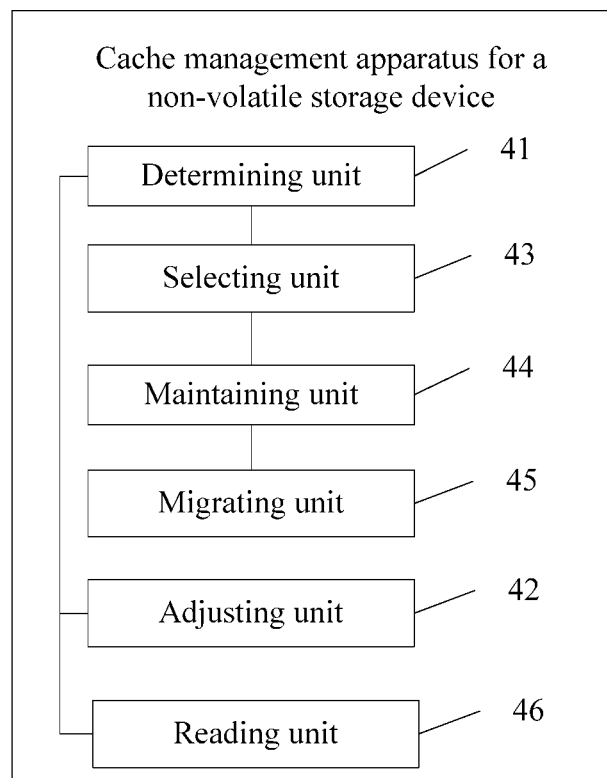 Cache management apparatus for a
non-volatile storage device
41
Determining unit
43
Selecting unit
44
Maintaining unit
45
Migrating unit
42
Adjusting unit
46
Reading unit